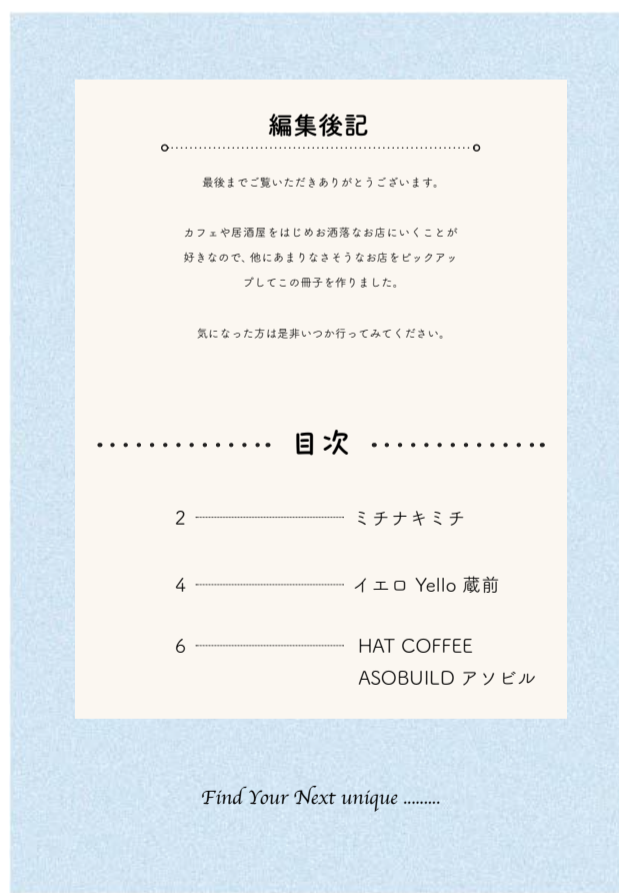 編集後記
最後までご覧いただきありがとうございます。
カフェや居酒屋をはじめお洒落なお店にいくことが
好きなので、他にあまりなさそうなお店をピックアッ
プしてこの冊子を作りました。
気になった方は是非いつか行ってみてください。
目次
2 ミチナキミチ
4 イエロ Yello 蔵前
6 HAT COFFEE
ASOBUILD アソビル
Find Your Next unique .........